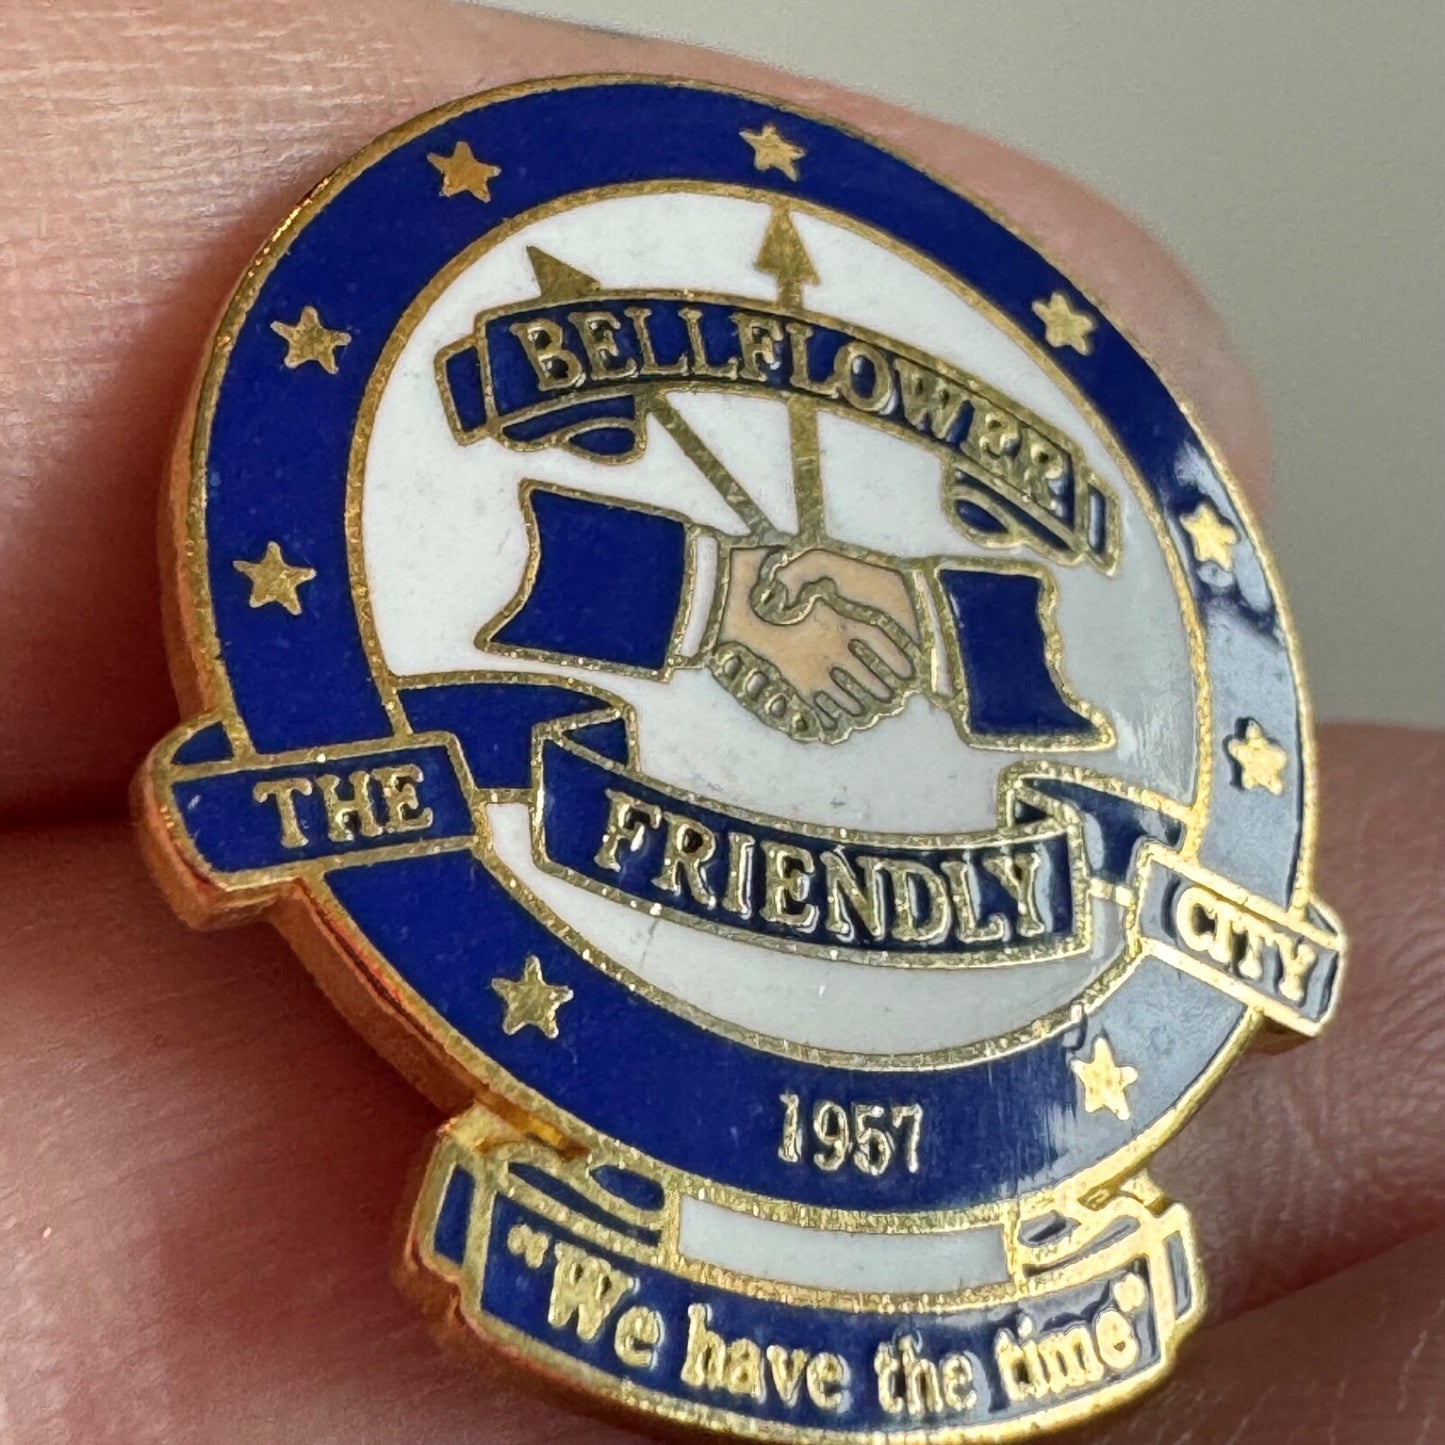 BELLFLOWER
THE FRIENDLY CITY
1957
"We have the time"